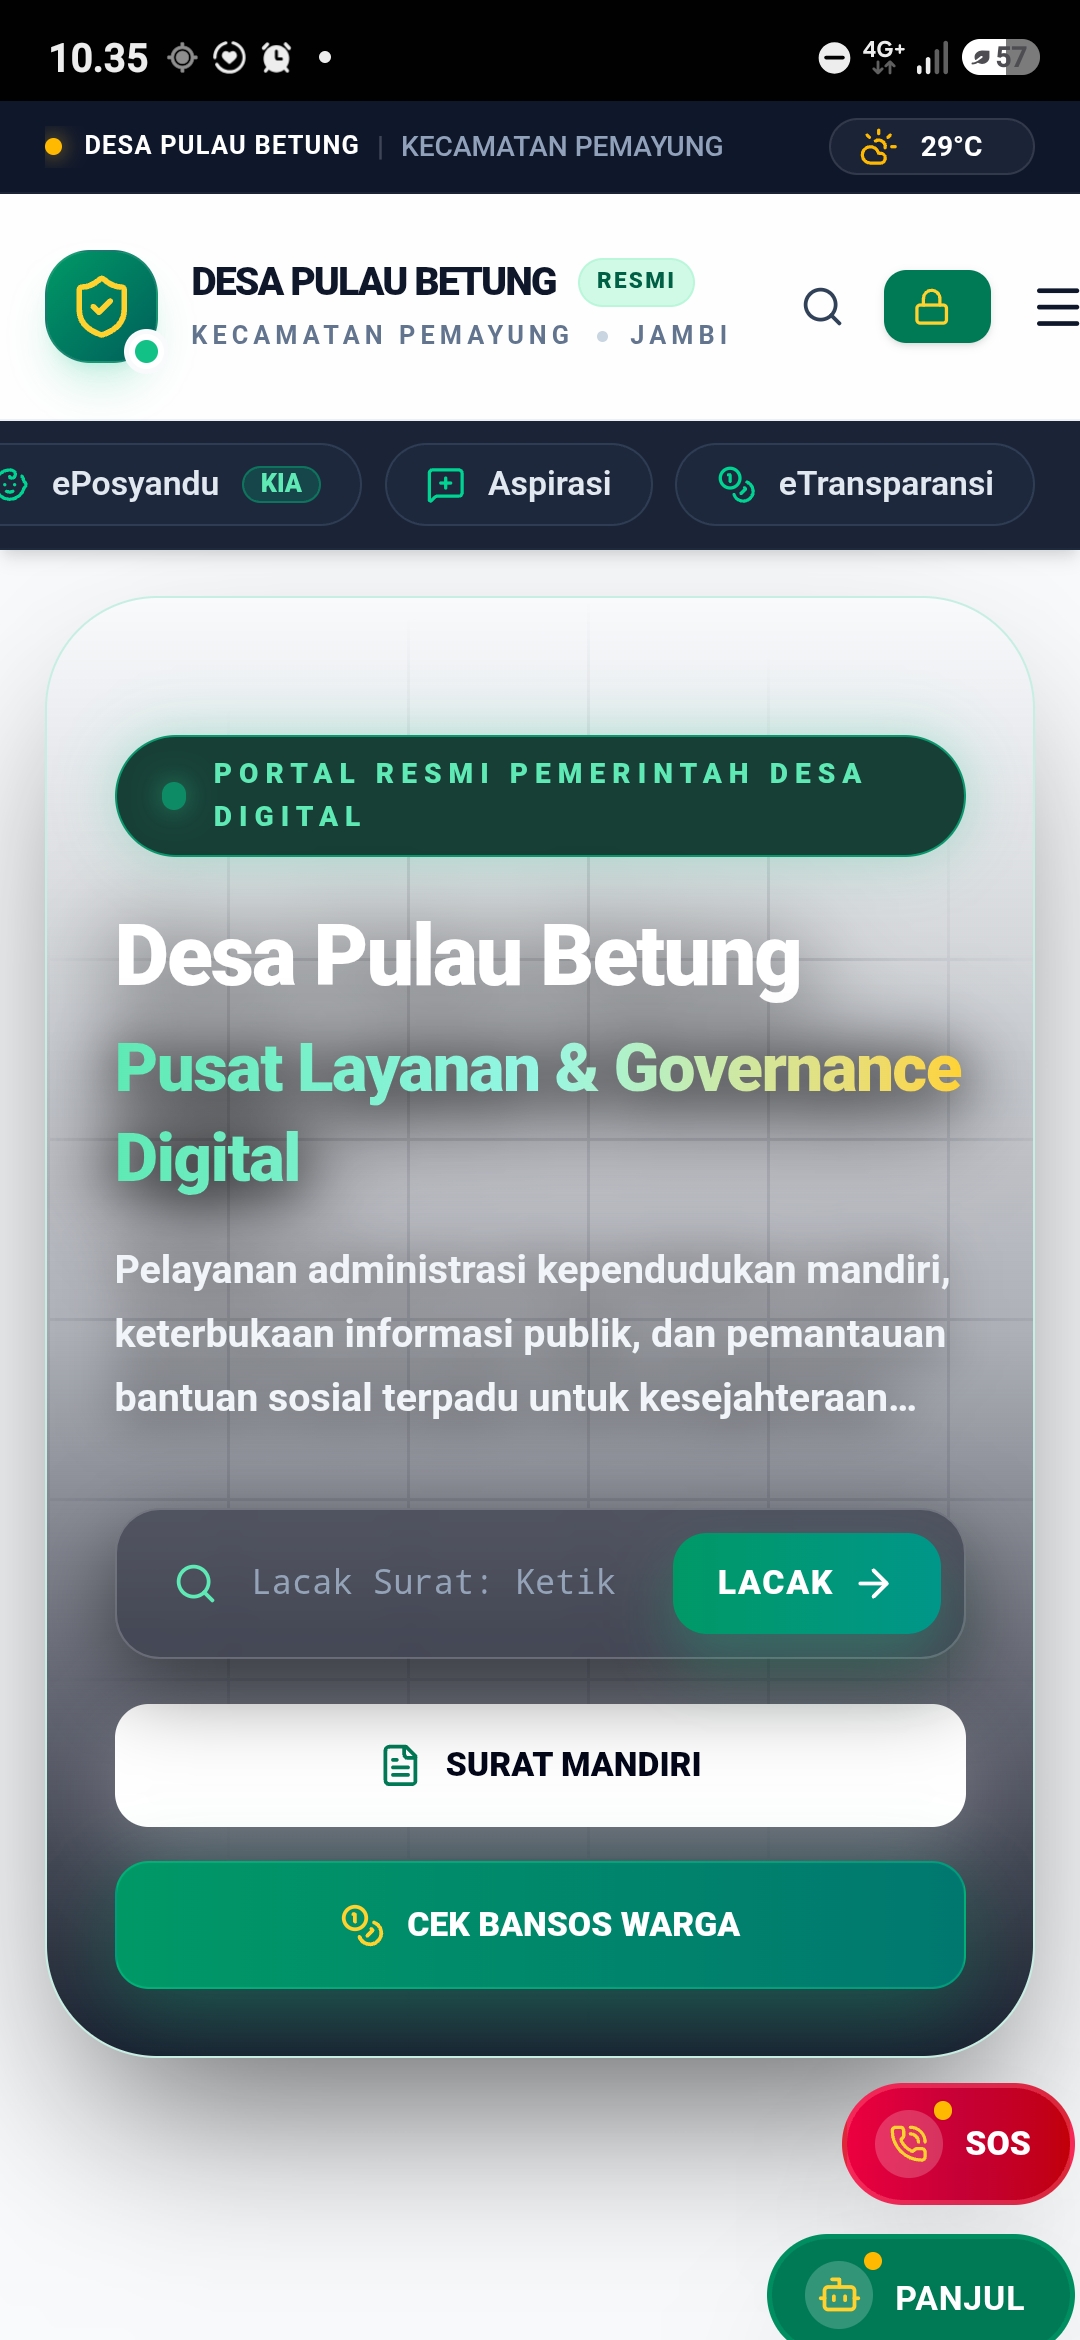 10.35
4G+
57
DESA PULAU BETUNG | KECAMATAN PEMAYUNG
29°C
DESA PULAU BETUNG
RESMI
KECAMATAN PEMAYUNG • JAMBI
ePosyandu
KIA
Aspirasi
eTransparansi
PORTAL RESMI PEMERINTAH DESA
DIGITAL
Desa Pulau Betung
Pusat Layanan & Governance
Digital
Pelayanan administrasi kependudukan mandiri,
keterbukaan informasi publik, dan pemantauan
bantuan sosial terpadu untuk kesejahteraan...
Lacak Surat: Ketik
LACAK
SURAT MANDIRI
CEK BANSOS WARGA
SOS
PANJUL